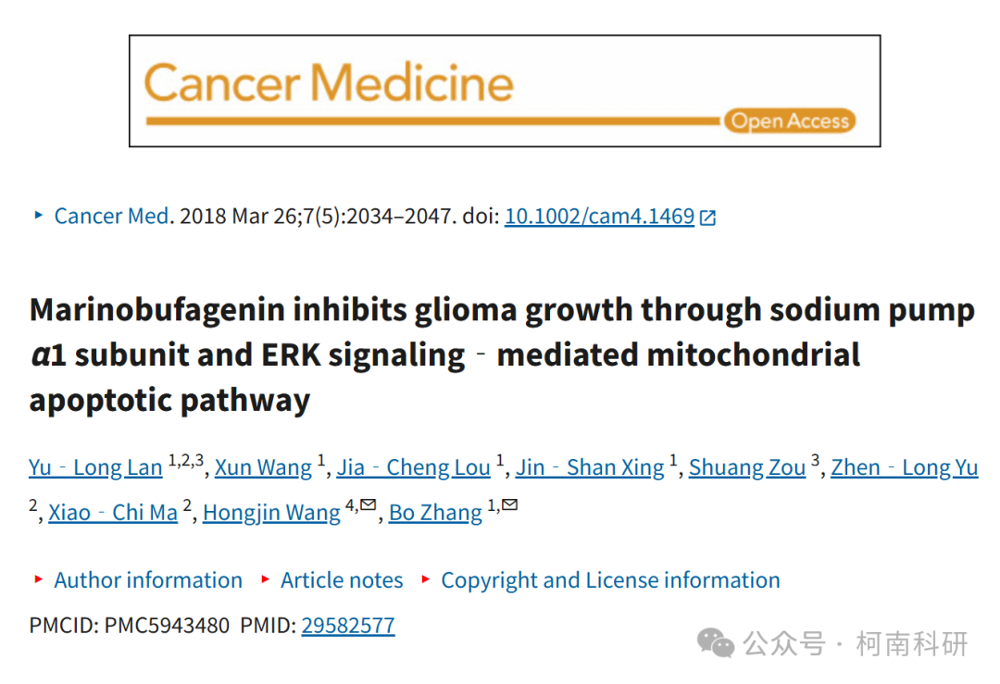 Cancer Medicine
Open Access
Cancer Med. 2018 Mar 26;7(5):2034–2047. doi: 10.1002/cam4.1469
Marinobufagenin inhibits glioma growth through sodium pump
α1 subunit and ERK signaling‐mediated mitochondrial
apoptotic pathway
Yu‐Long Lan 1,2,3, Xun Wang 1, Jia‐Cheng Lou 1, Jin‐Shan Xing 1, Shuang Zou 3, Zhen‐Long Yu
2, Xiao‐Chi Ma 2, Hongjin Wang 4,✉, Bo Zhang 1,✉
Author information Article notes Copyright and License information
PMCID: PMC5943480 PMID: 29582577
公众号 · 柯南科研